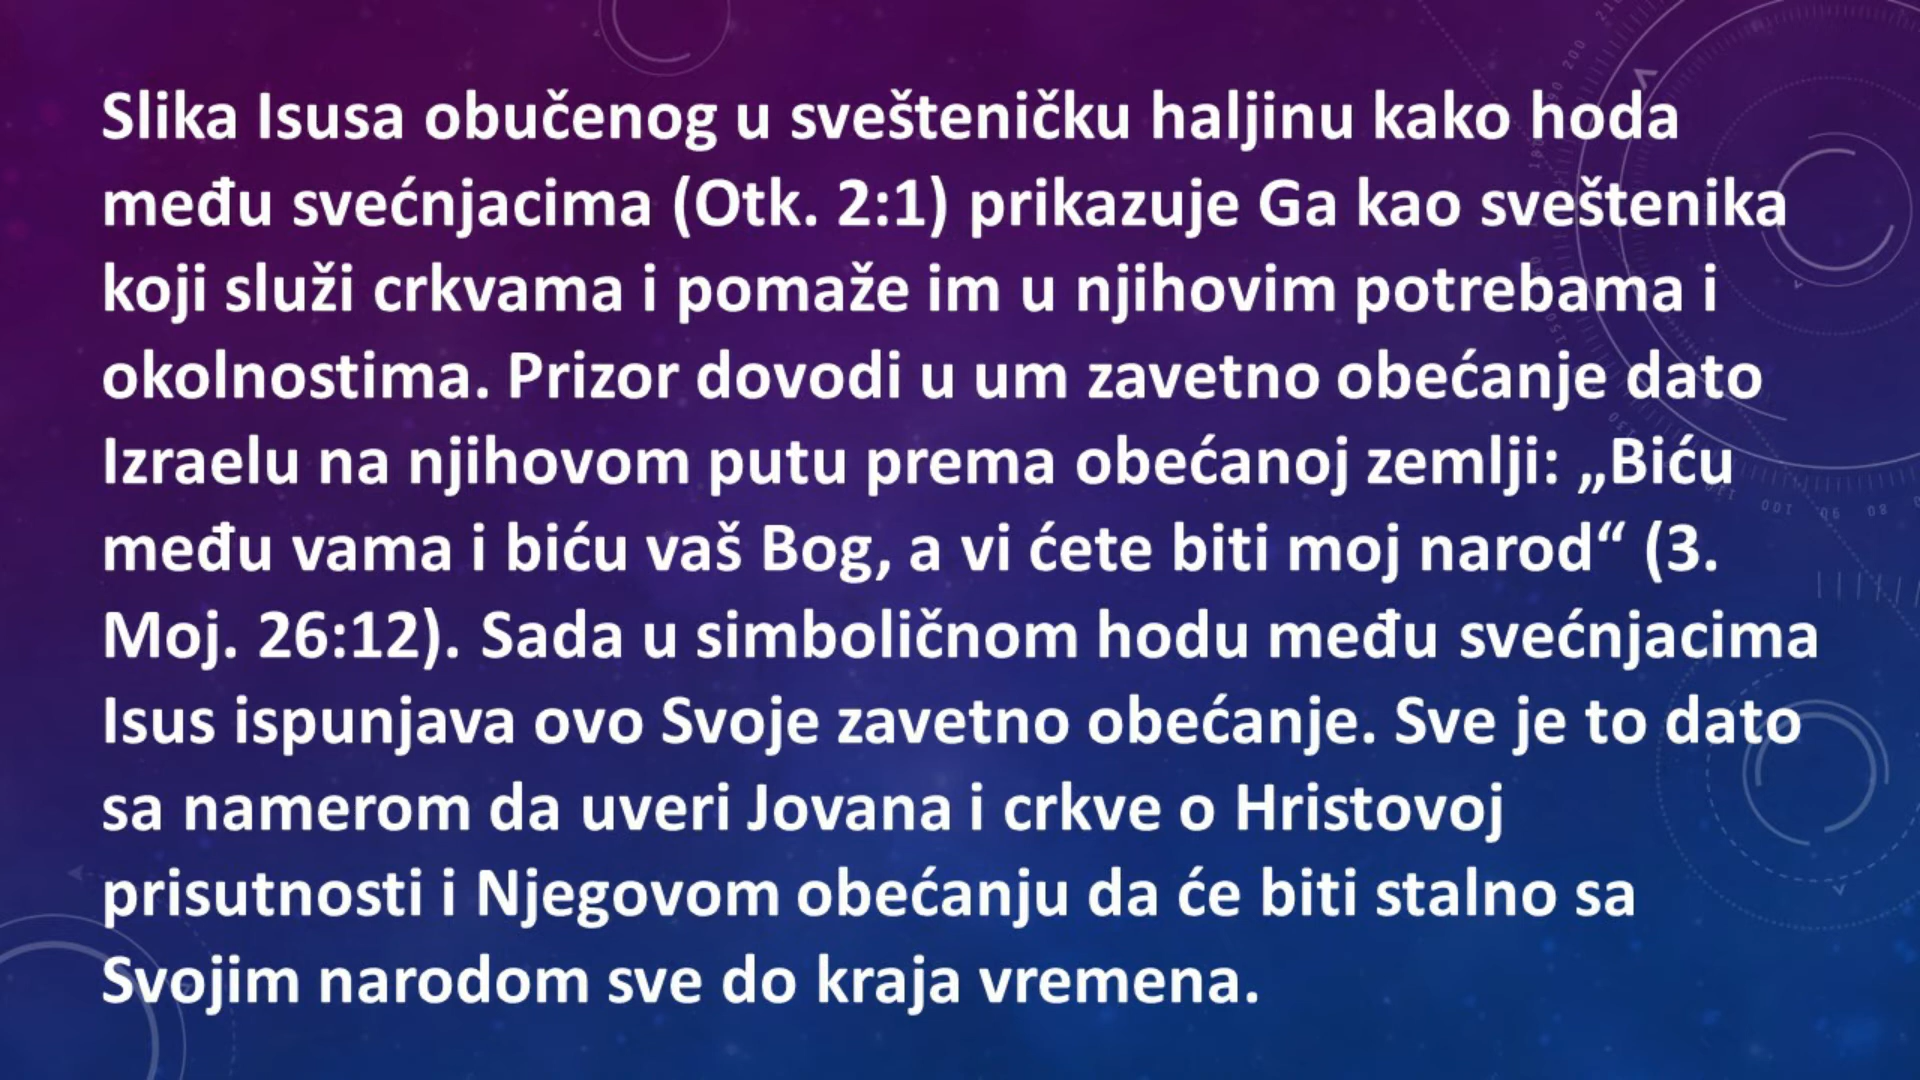 Slika Isusa obučenog u svešteničku haljinu kako hoda
među svećnjacima (Otk. 2:1) prikazuje Ga kao sveštenika
koji služi crkvama i pomaže im u njihovim potrebama i
okolnostima. Prizor dovodi u um zavetno obećanje dato
Izraelu na njihovom putu prema obećanoj zemlji: „Biću
među vama i biću vaš Bog, a vi ćete biti moj narod“ (3.
Moj. 26:12). Sada u simboličnom hodu među svećnjacima
Isus ispunjava ovo Svoje zavetno obećanje. Sve je to dato
sa namerom da uveri Jovana i crkve o Hristovoj
prisutnosti i Njegovom obećanju da će biti stalno sa
Svojim narodom sve do kraja vremena.